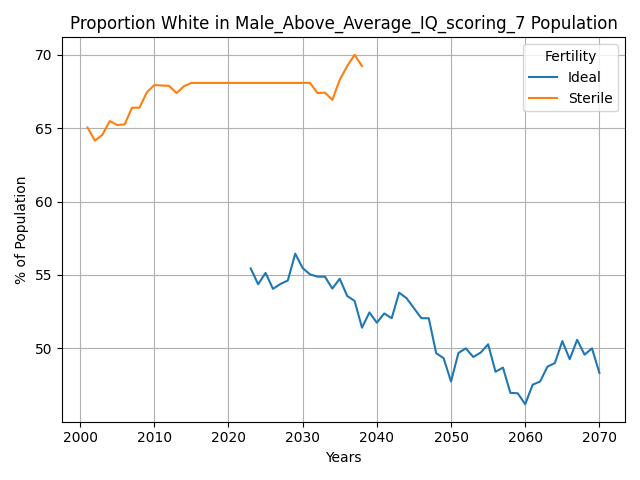 Proportion White in Male_Above_Average_IQ_scoring_7 Population
Fertility
Ideal
Sterile
% of Population
70
65
60
55
50
2000 2010 2020 2030 2040 2050 2060 2070
Years